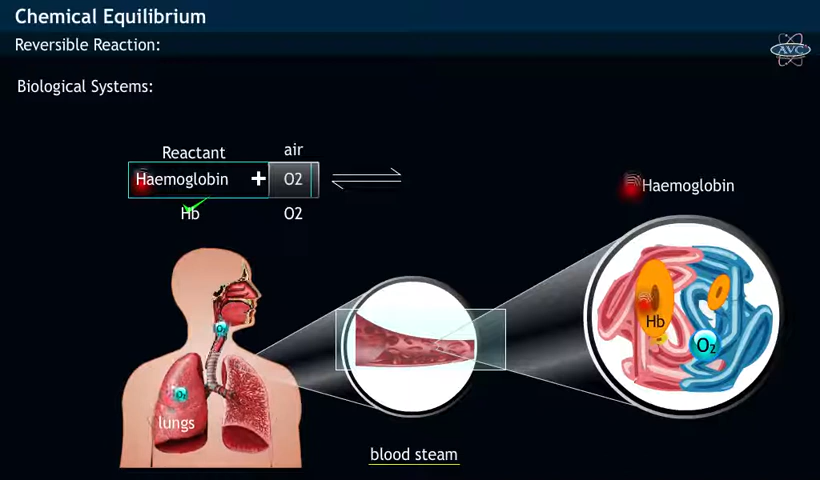 Chemical Equilibrium
Reversible Reaction:
AVC
Biological Systems:
Reactant
air
Haemoglobin + O2
Haemoglobin
Hb
O2
Hb
O2
O2
O2
lungs
blood steam